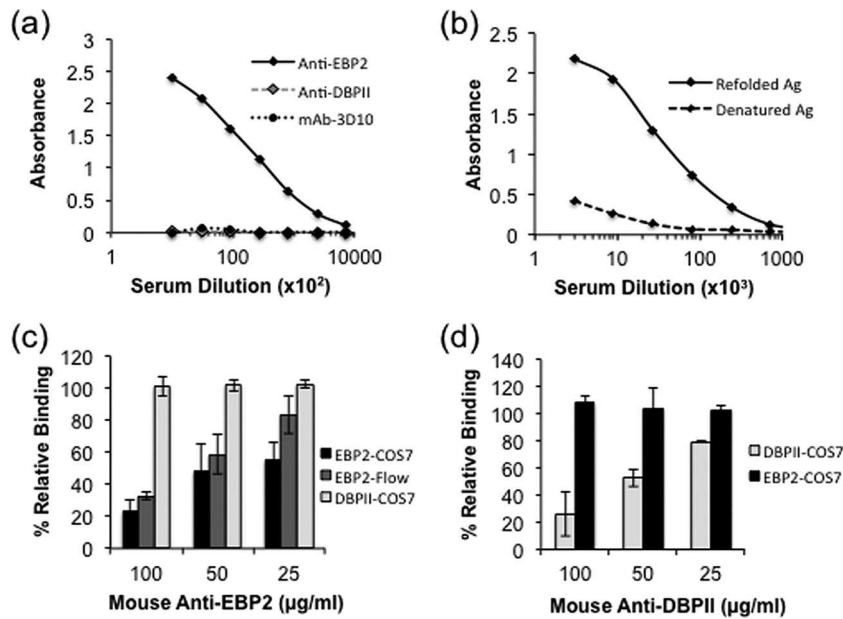 (a)
3
2.5
2
1.5
1
0.5
0
Absorbance
Anti-EBP2
Anti-DBPII
mAb-3D10
1 100 10000
Serum Dilution (x10²)
(b)
2.5
2
1.5
1
0.5
0
Absorbance
Refolded Ag
Denatured Ag
1 10 100 1000
Serum Dilution (x10³)
(c)
120
100
80
60
40
20
0
% Relative Binding
EBP2-COS7
EBP2-Flow
DBPII-COS7
100 50 25
Mouse Anti-EBP2 (µg/ml)
(d)
140
120
100
80
60
40
20
0
% Relative Binding
DBPII-COS7
EBP2-COS7
100 50 25
Mouse Anti-DBPII (µg/ml)